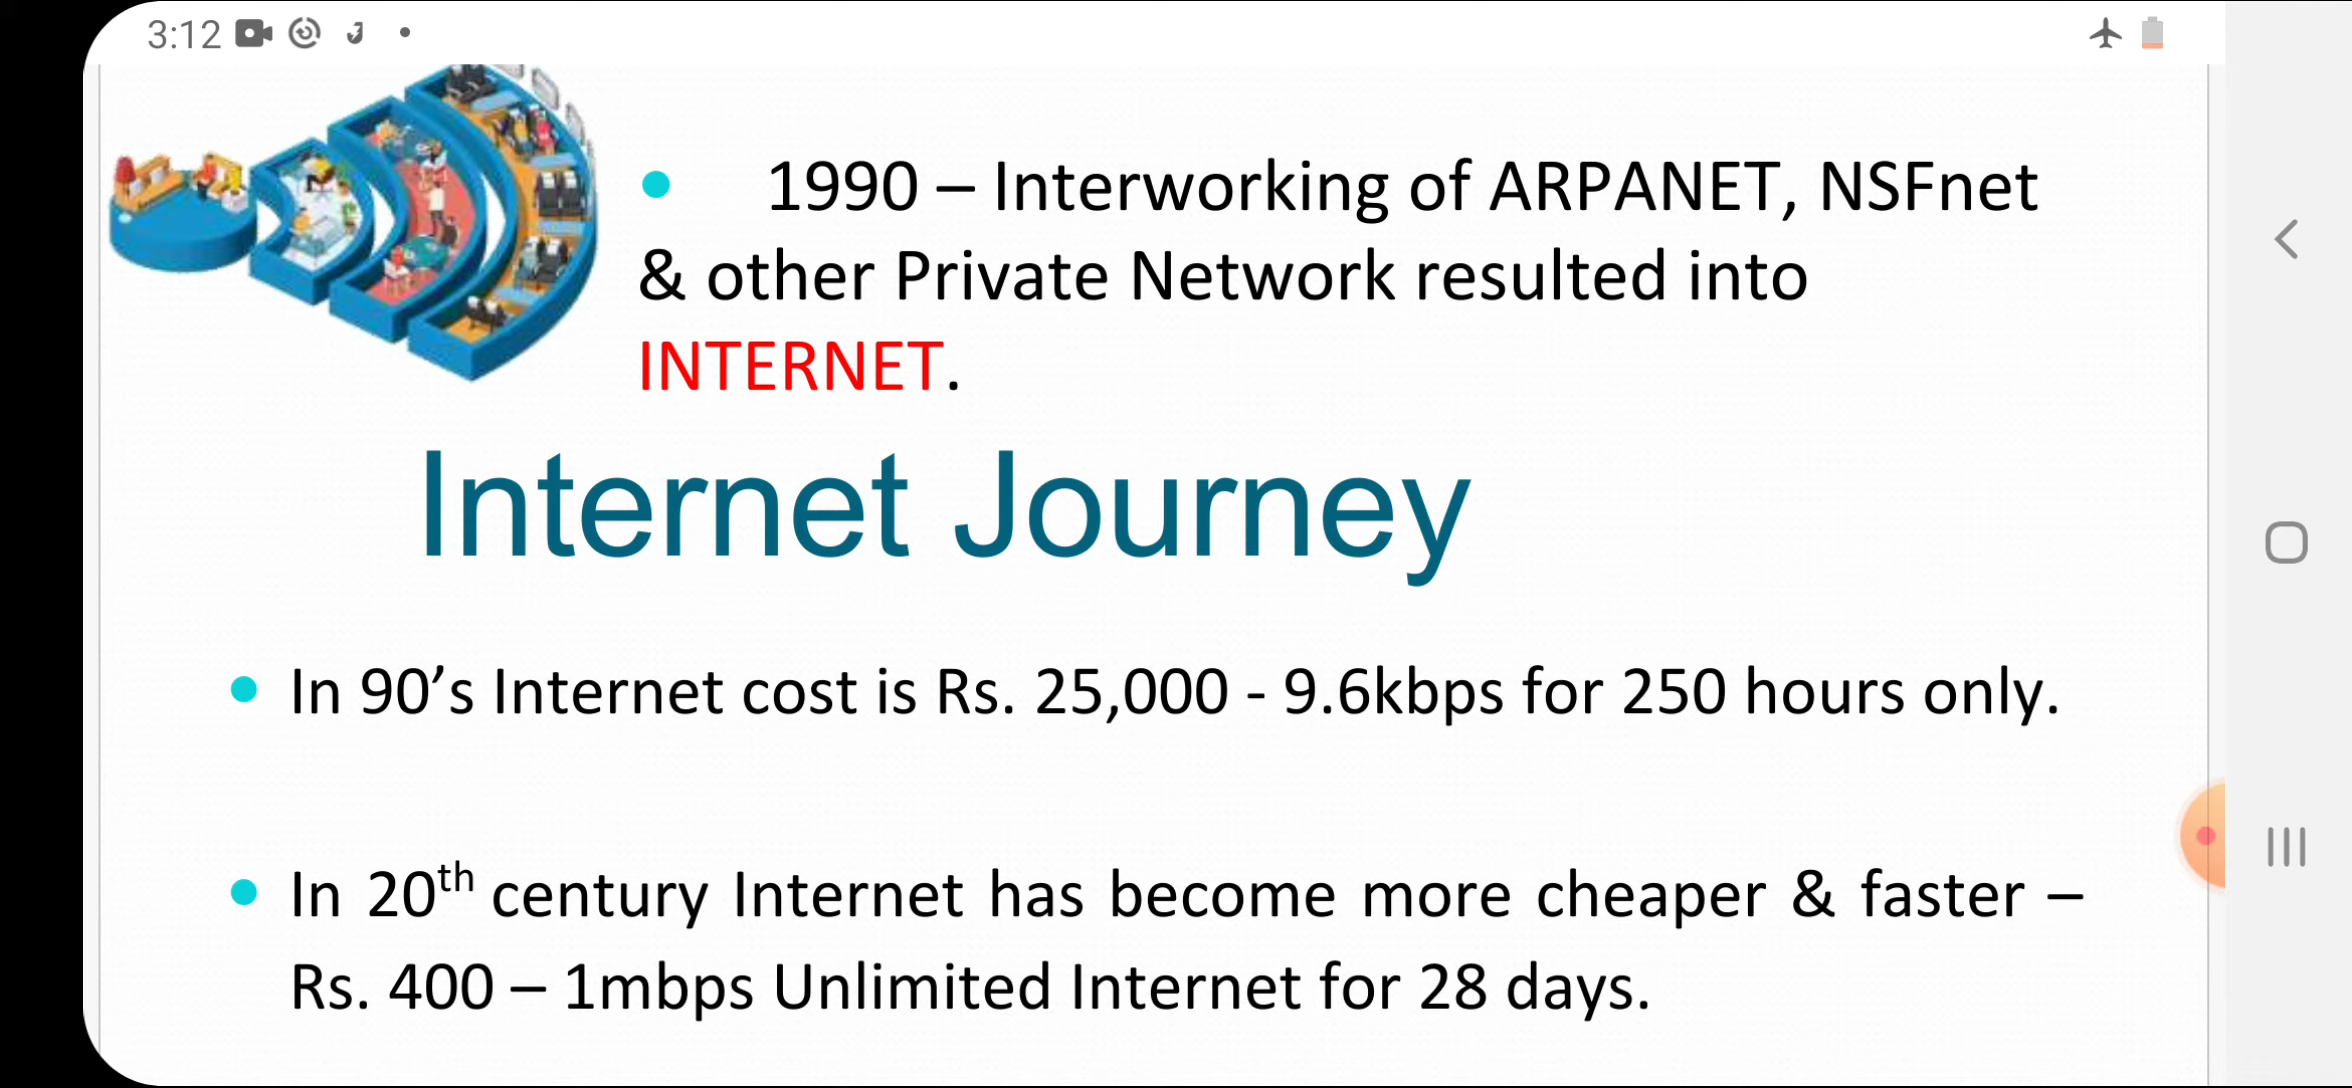 3:12
• 1990 – Interworking of ARPANET, NSFnet
& other Private Network resulted into
INTERNET.
Internet Journey
• In 90’s Internet cost is Rs. 25,000 - 9.6kbps for 250 hours only.
• In 20th century Internet has become more cheaper & faster –
Rs. 400 – 1mbps Unlimited Internet for 28 days.